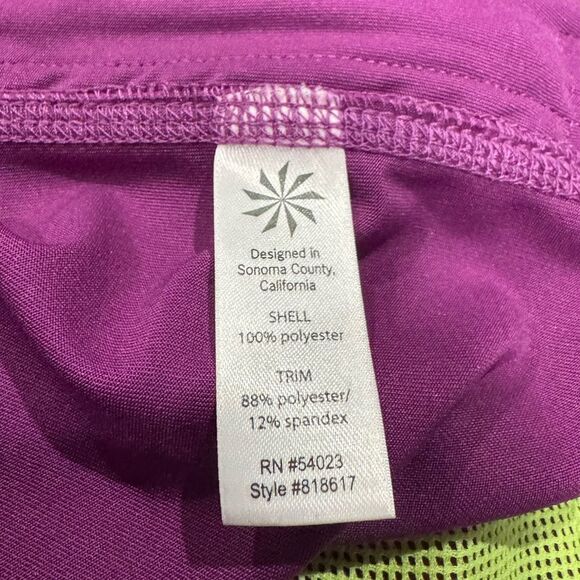 Designed in
Sonoma County,
California
SHELL
100% polyester
TRIM
88% polyester/
12% spandex
RN #54023
Style #818617